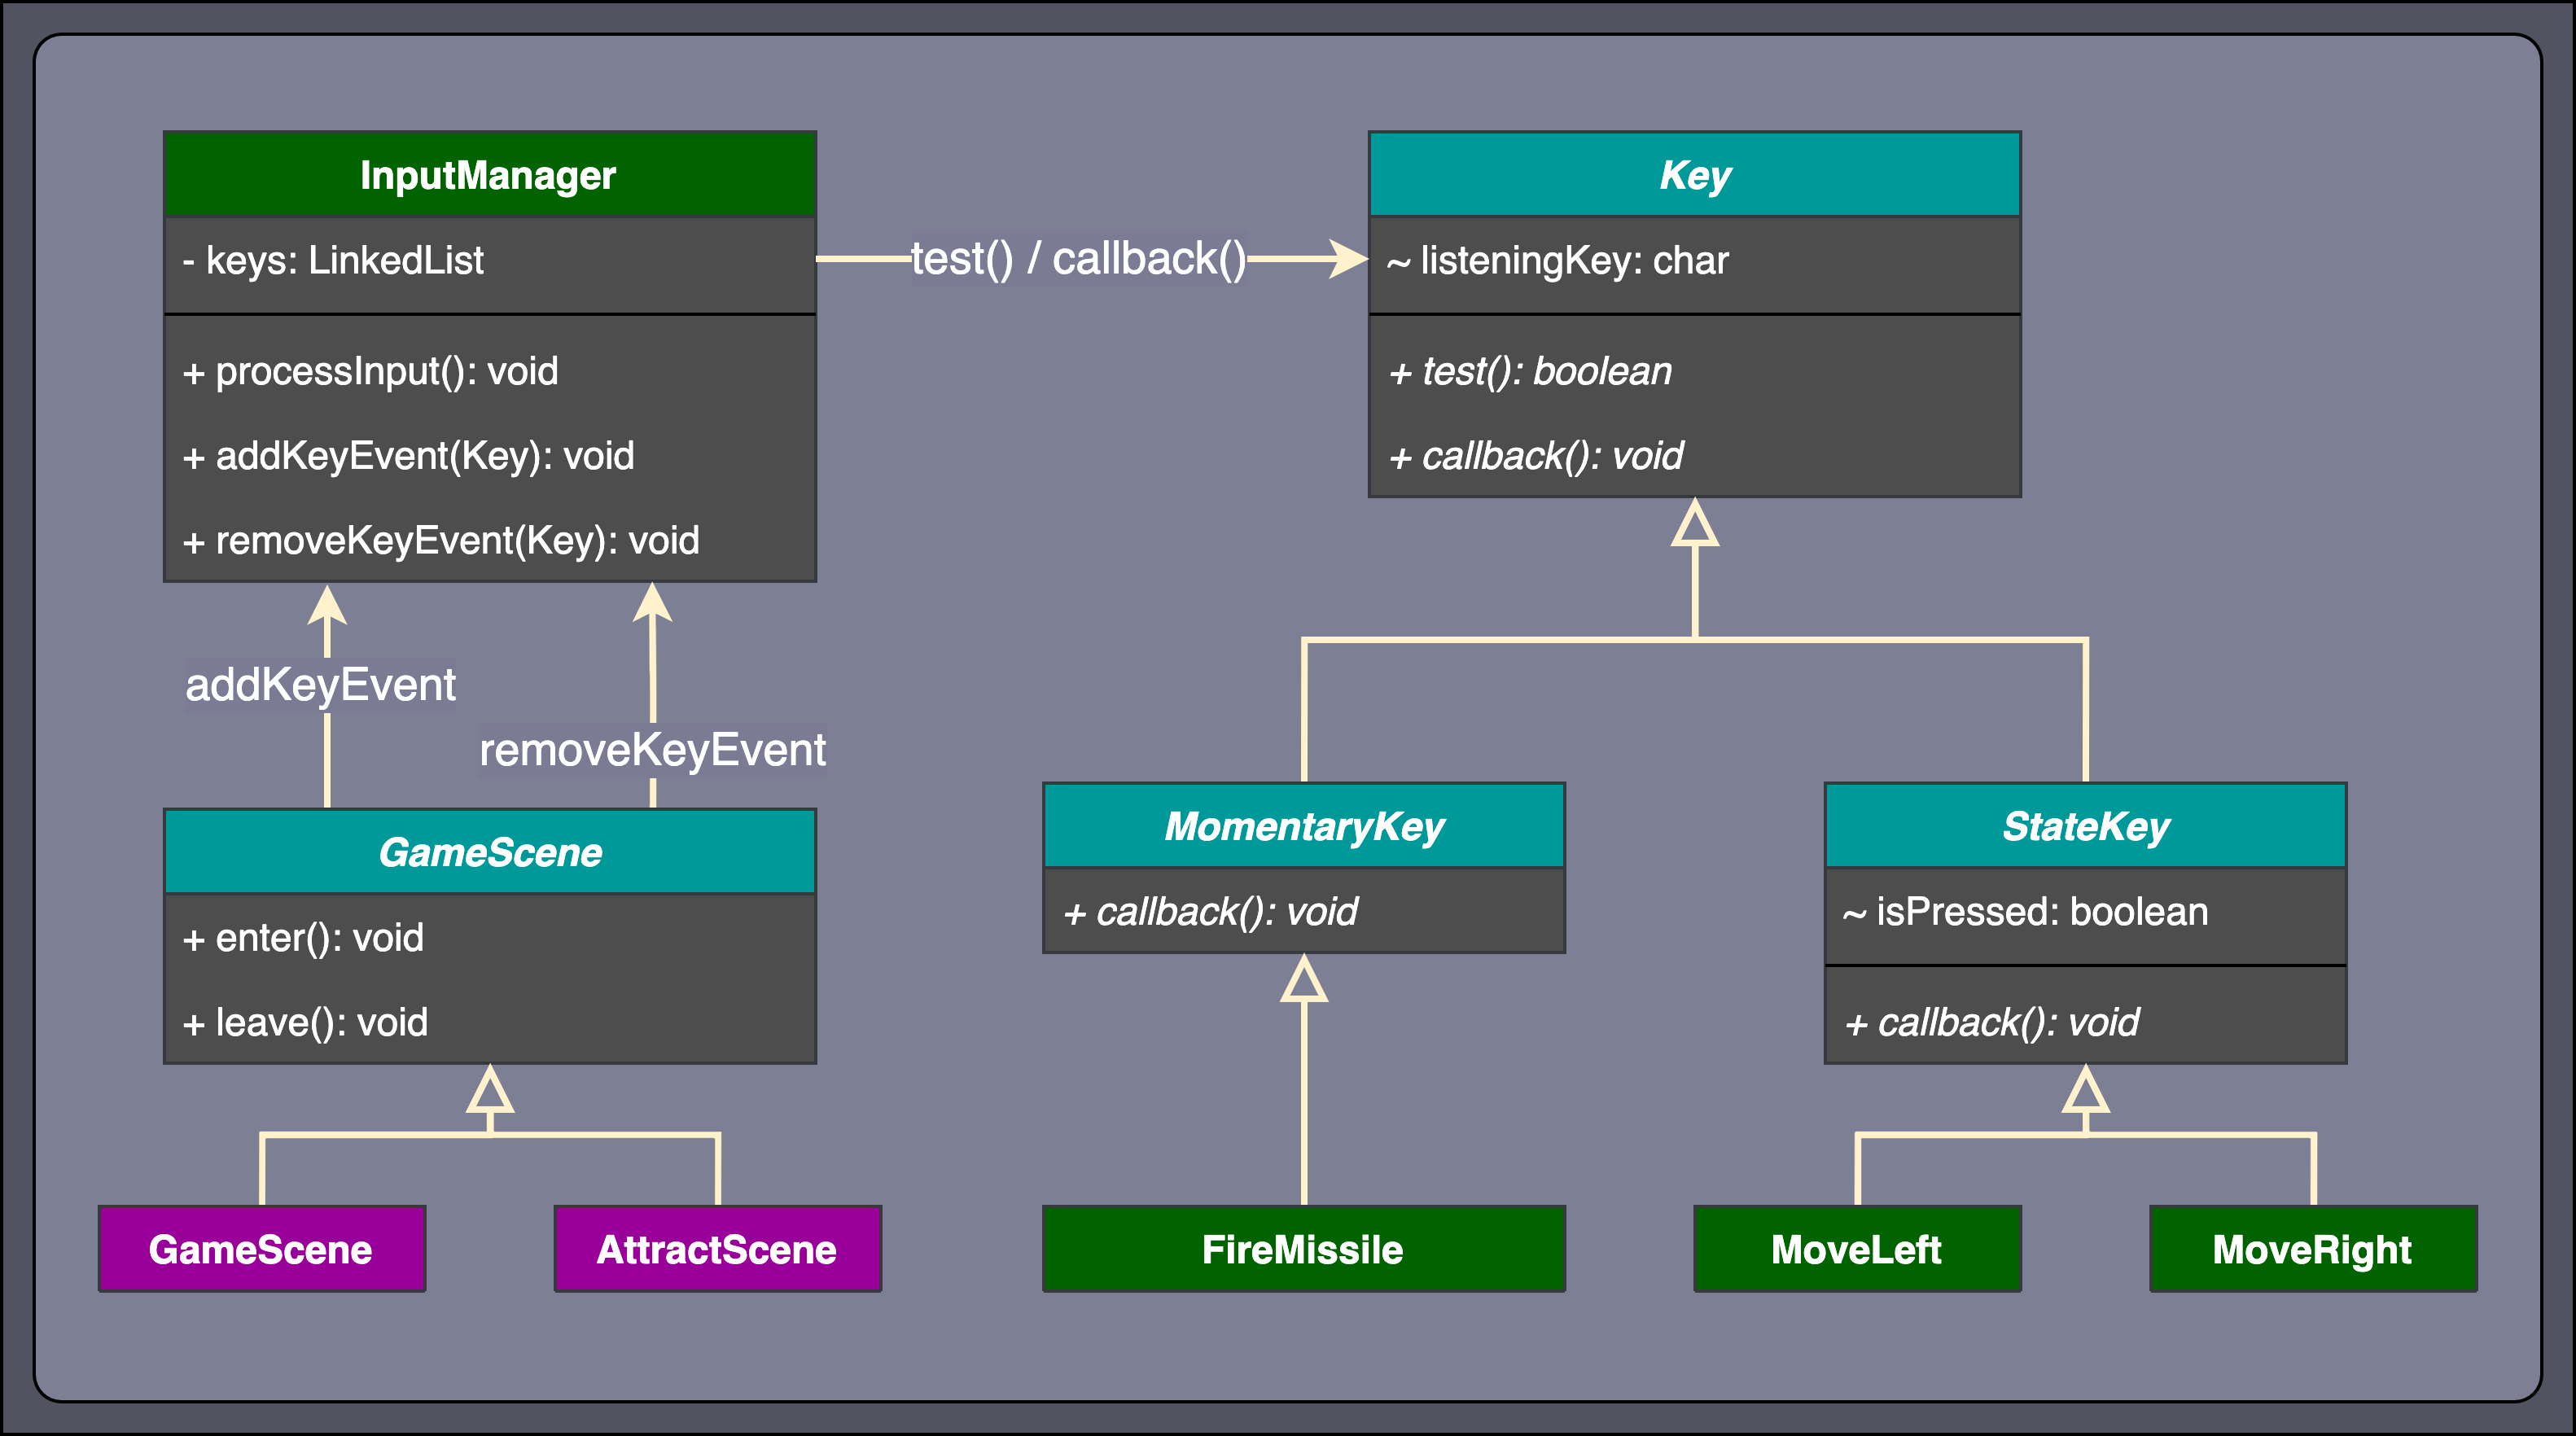 InputManager
- keys: LinkedList
+ processInput(): void
+ addKeyEvent(Key): void
+ removeKeyEvent(Key): void
test() / callback()
Key
~ listeningKey: char
+ test(): boolean
+ callback(): void
addKeyEvent
removeKeyEvent
GameScene
+ enter(): void
+ leave(): void
MomentaryKey
+ callback(): void
StateKey
~ isPressed: boolean
+ callback(): void
GameScene
AttractScene
FireMissile
MoveLeft
MoveRight